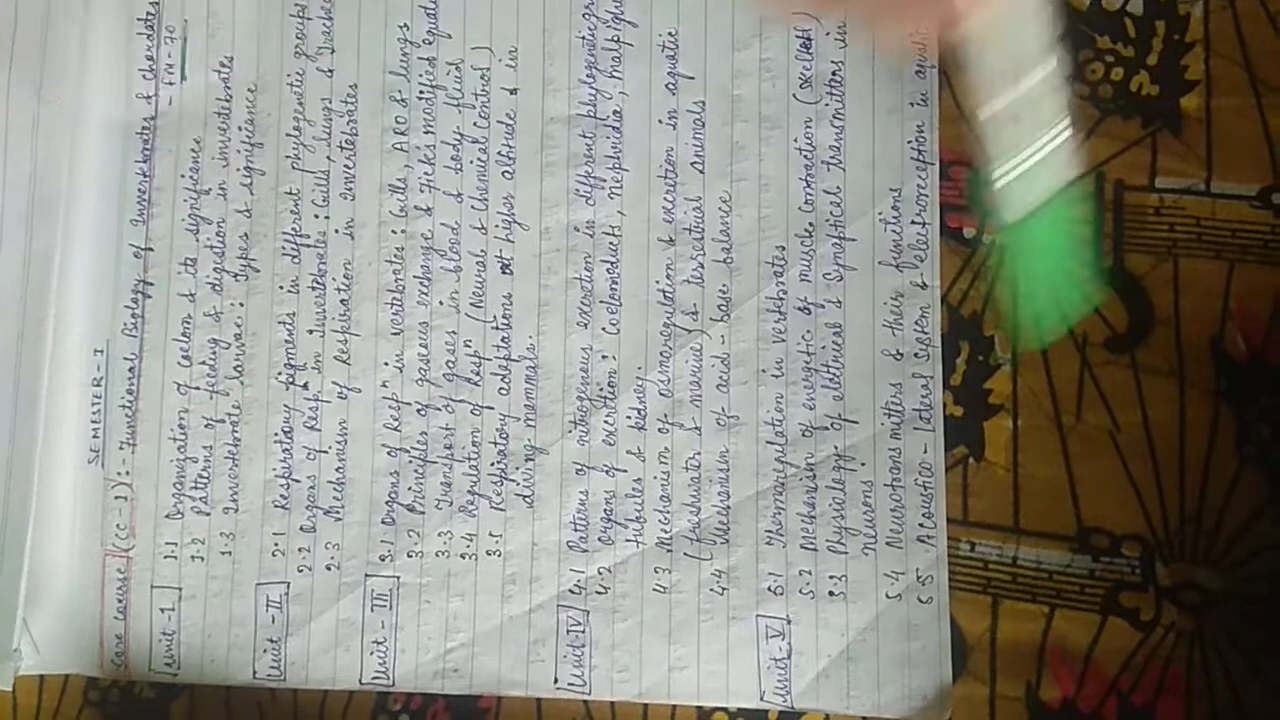 SEMESTER-I
Core Course (CC-1):- Functional Biology of Invertebrates & chordates
- FM-70
Unit-1 1.1 Organization of coelom & its significance
1.2 Patterns of feeding & digestion in invertebrates
1.3 Invertebrate larvae: Types & significance
Unit-II 2.1 Respiratory pigments in different phylogenetic groups
2.2 Organs of Respⁿ in invertebrates: Gills, lungs & Trachea
2.3 Mechanism of Respiration in invertebrates
Unit-III 3.1 Organs of Respⁿ in vertebrates: Gills, ARO & lungs
3.2 Principles of gaseous exchange & Fick's modified equat
3.3 Transport of gases in blood & body fluid
3.4 Regulation of Respⁿ (Neural & Chemical Control)
3.5 Respiratory adaptations at higher altitude & in
diving mammals.
Unit-IV 4.1 Patterns of nitrogenous excretion in different phylogenetic gr
4.2 Organs of excretion: Coelomoduct, nephridia, malpigh
tubules & kidney.
4.3 Mechanism of osmoregulation & excretion in aquatic
(freshwater & marine) & terrestrial animals
4.4 Mechanism of acid-base balance
Unit-V 5.1 Thermoregulation in vertebrates
5.2 Mechanism of energetic & muscle contraction (skeletal)
5.3 Physiology of eletrical & Synaptical transmitters in
neurons
5.4 Neurotransmitters & their funitions
5.5 Acoustico-lateral System & electroreception in aquatic